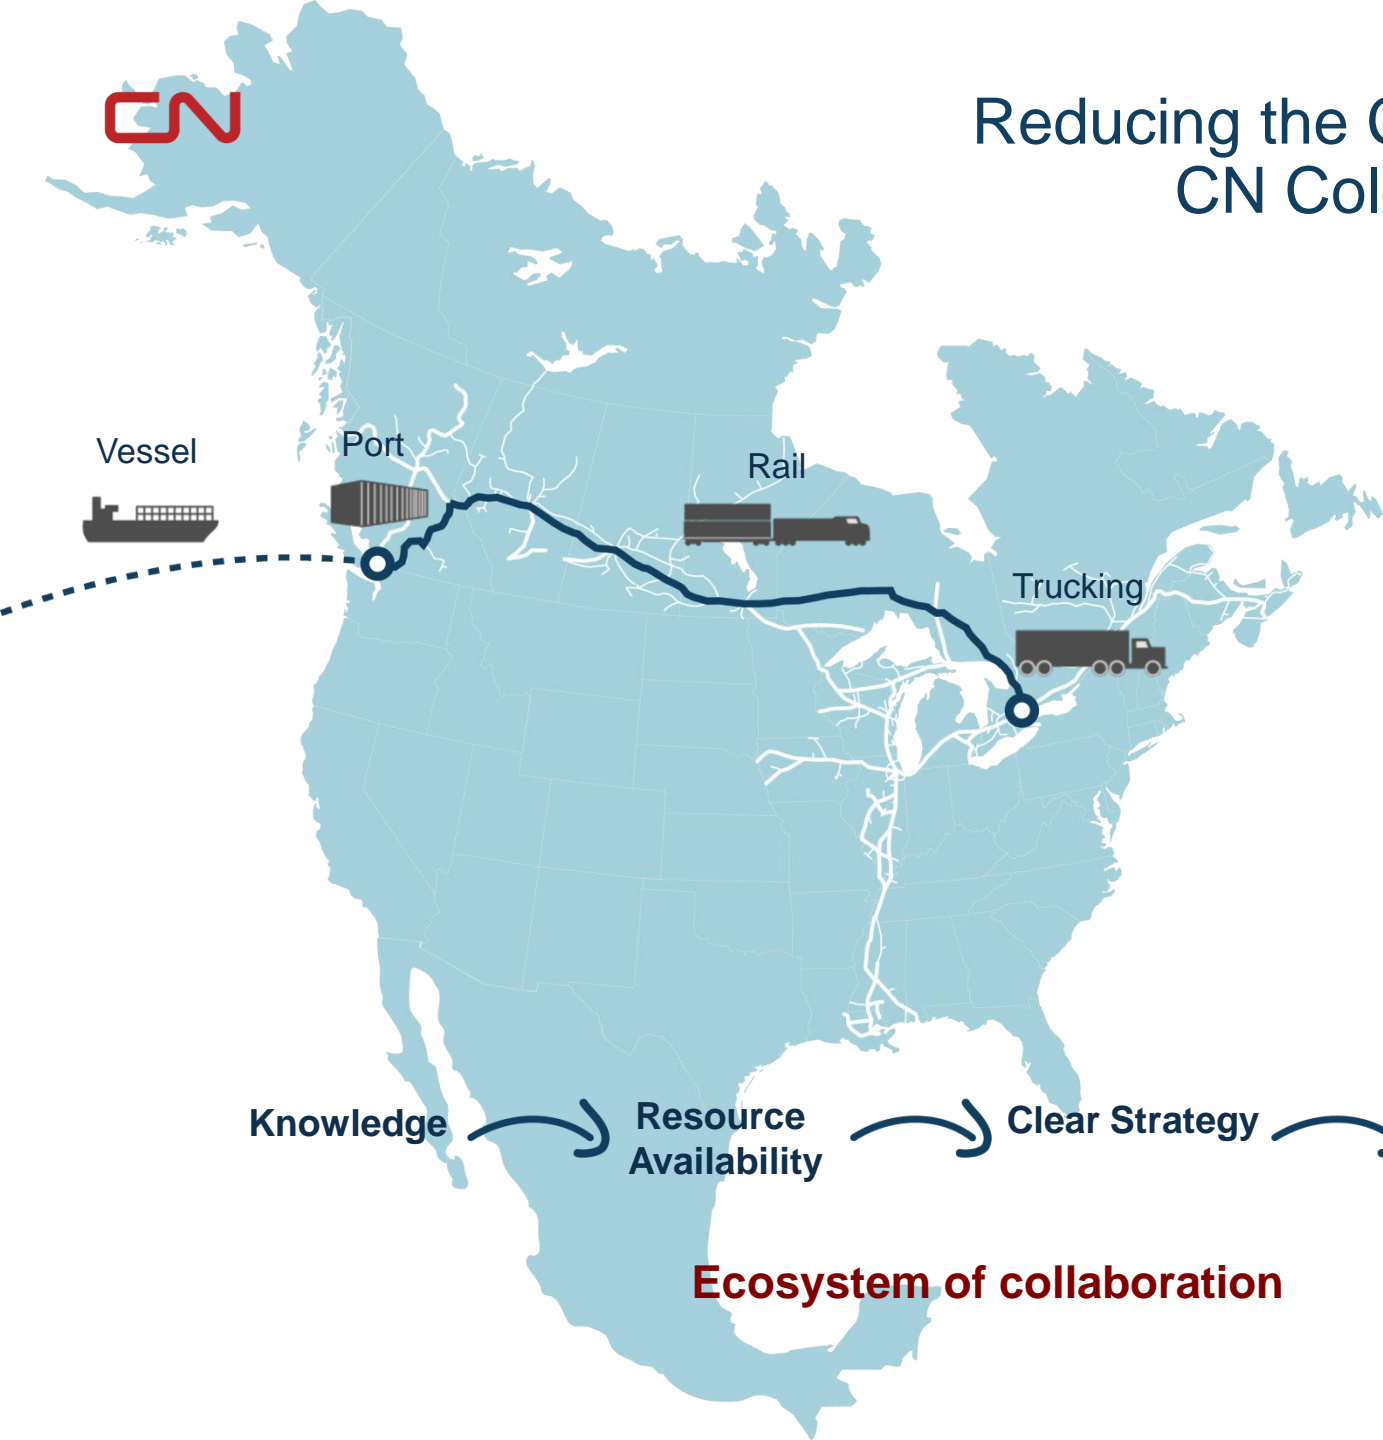 CN
Reducing the
CN
Vessel
Port
Rail
Trucking
Knowledge
Resource
Availability
Clear Strategy
Ecosystem of collaboration